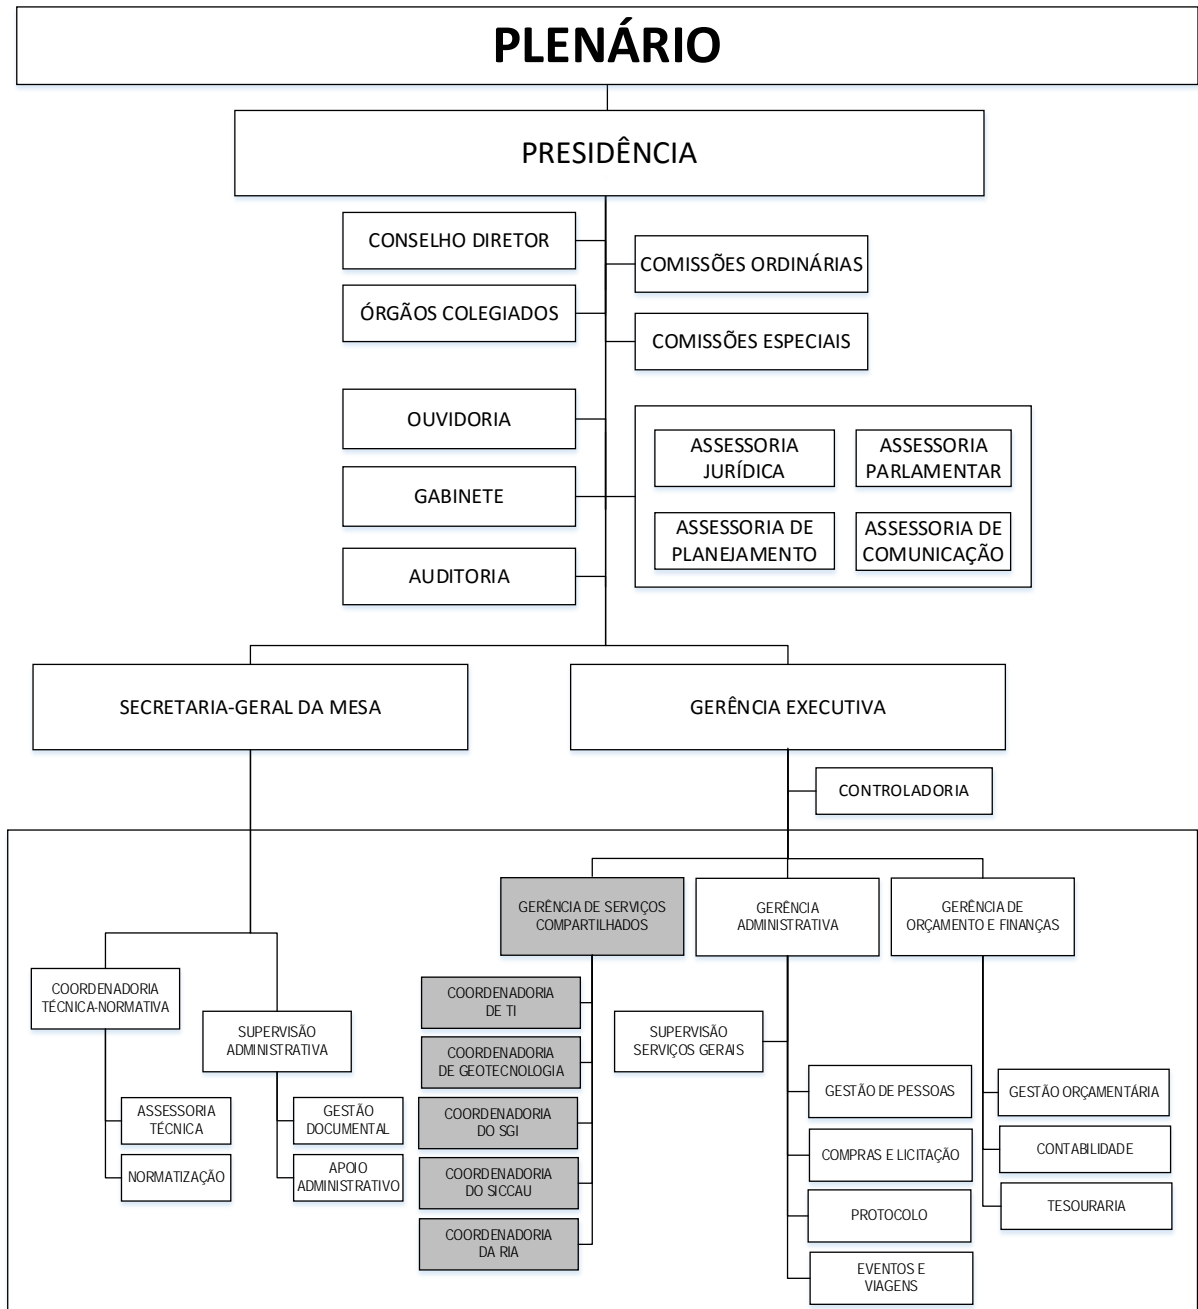 PLENÁRIO
PRESIDÊNCIA
CONSELHO DIRETOR
COMISSÕES ORDINÁRIAS
ÓRGÃOS COLEGIADOS
COMISSÕES ESPECIAIS
OUVIDORIA
GABINETE
AUDITORIA
ASSESSORIA
JURÍDICA
ASSESSORIA
PARLAMENTAR
ASSESSORIA DE
PLANEJAMENTO
ASSESSORIA DE
COMUNICAÇÃO
SECRETARIA-GERAL DA MESA
GERÊNCIA EXECUTIVA
CONTROLADORIA
COORDENADORIA
TÉCNICA-NORMATIVA
ASSESSORIA
TÉCNICA
NORMATIZAÇÃO
SUPERVISÃO
ADMINISTRATIVA
GESTÃO
DOCUMENTAL
APOIO
ADMINISTRATIVO
GERÊNCIA DE SERVIÇOS
COMPARTILHADOS
COORDENADORIA
DE TI
COORDENADORIA
DE GEOTECNOLOGIA
COORDENADORIA
DO SGI
COORDENADORIA
DO SICCAU
COORDENADORIA
DA RIA
GERÊNCIA
ADMINISTRATIVA
SUPERVISÃO
SERVIÇOS GERAIS
GESTÃO DE PESSOAS
COMPRAS E LICITAÇÃO
PROTOCOLO
EVENTOS E
VIAGENS
GERÊNCIA DE
ORÇAMENTO E FINANÇAS
GESTÃO ORÇAMENTÁRIA
CONTABILIDADE
TESOURARIA